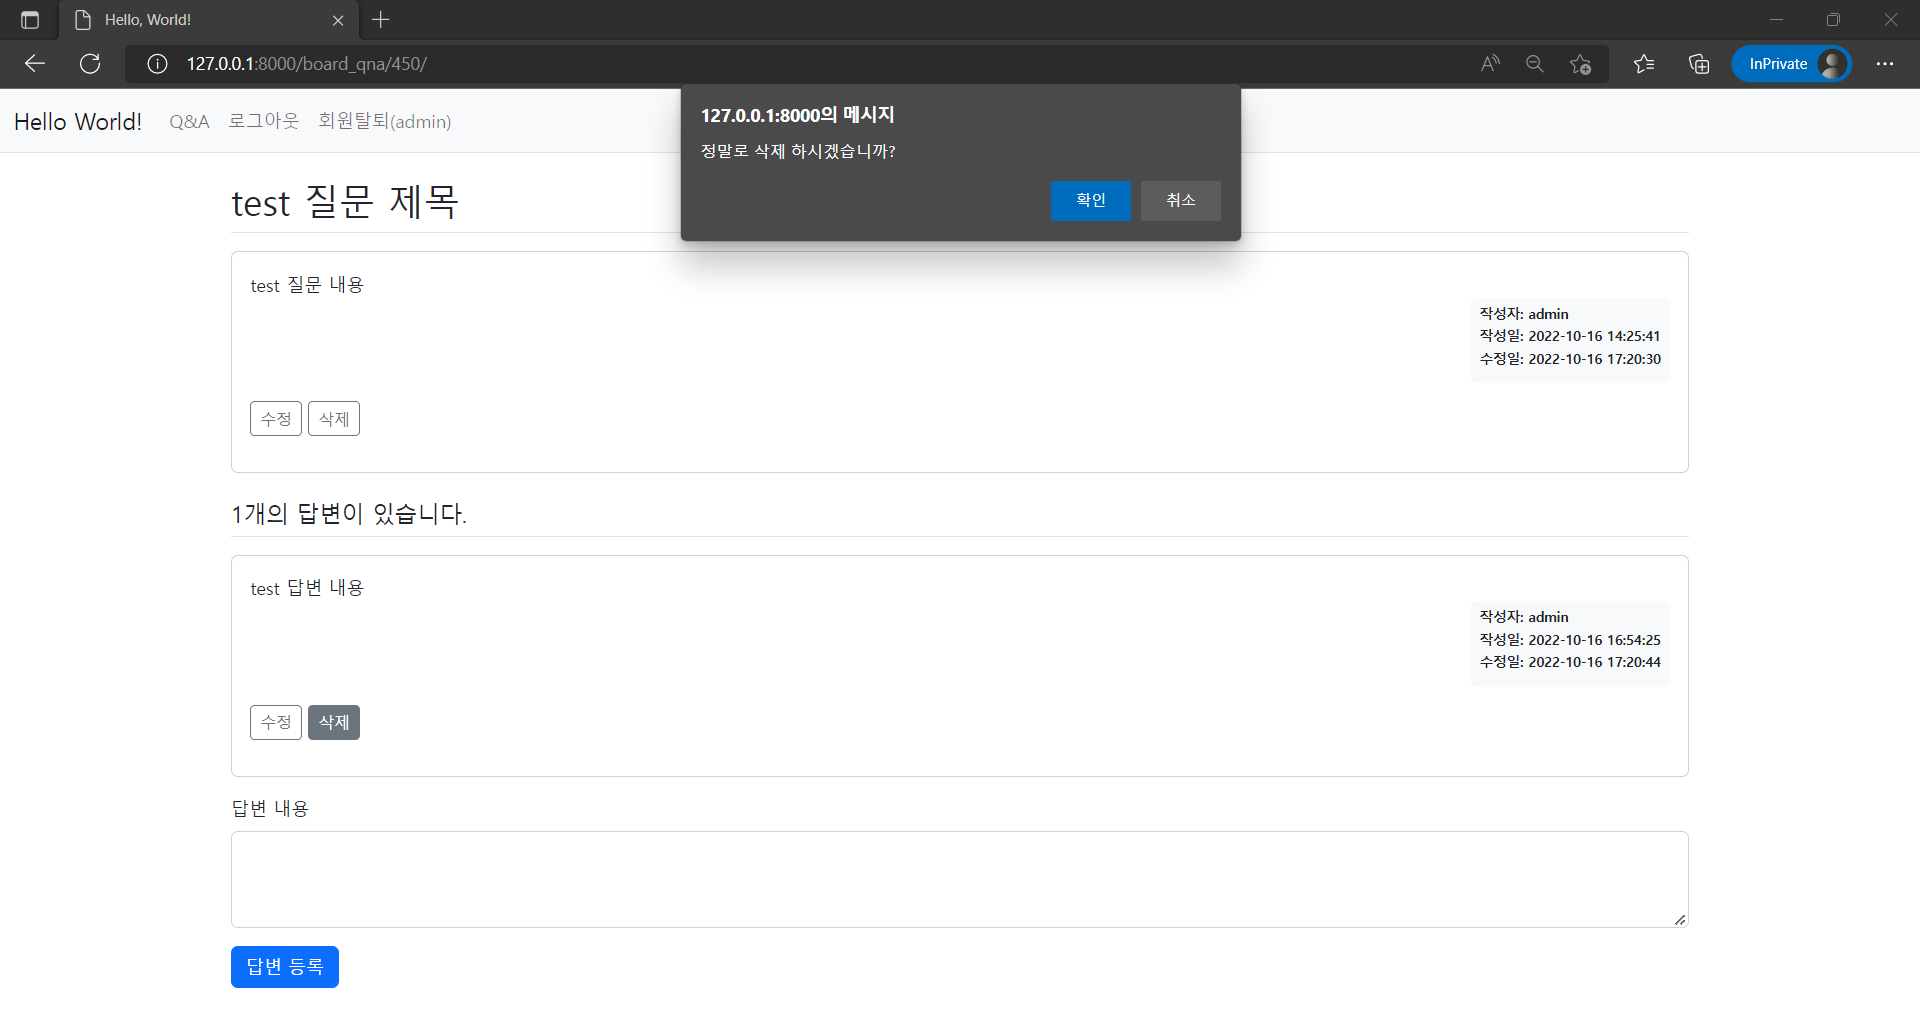 Hello, World!
127.0.0.1:8000/board_qna/450/
InPrivate
Hello World!
Q&A
로그아웃
회원탈퇴(admin)
127.0.0.1:8000의 메시지
정말로 삭제 하시겠습니까?
확인
취소
test 질문 제목
test 질문 내용
작성자: admin
작성일: 2022-10-16 14:25:41
수정일: 2022-10-16 17:20:30
수정
삭제
1개의 답변이 있습니다.
test 답변 내용
작성자: admin
작성일: 2022-10-16 16:54:25
수정일: 2022-10-16 17:20:44
수정
삭제
답변 내용
답변 등록